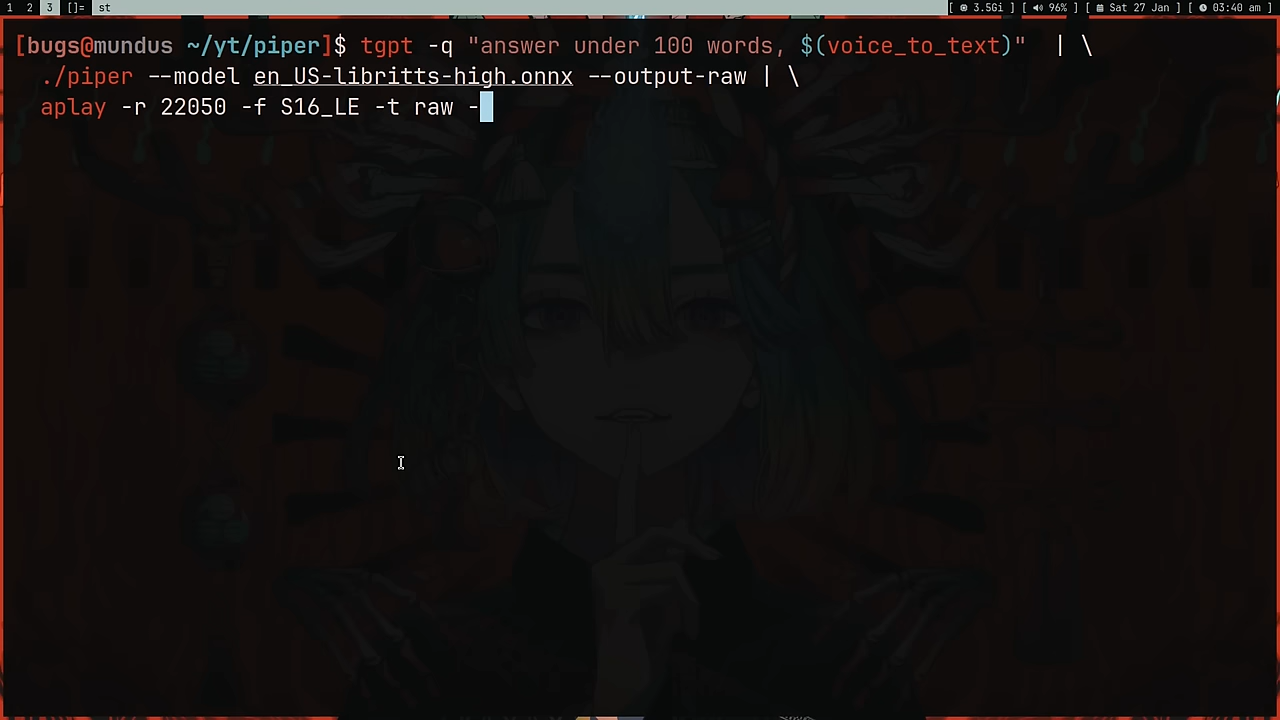 1 2 3 []= st [ 3.5Gi ] [ 96% ] [ Sat 27 Jan ] [ 03:40 am ]
[bugs@mundus ~/yt/piper]$ tgpt -q "answer under 100 words, $(voice_to_text)" | \
./piper --model en_US-libritts-high.onnx --output-raw | \
aplay -r 22050 -f S16_LE -t raw -